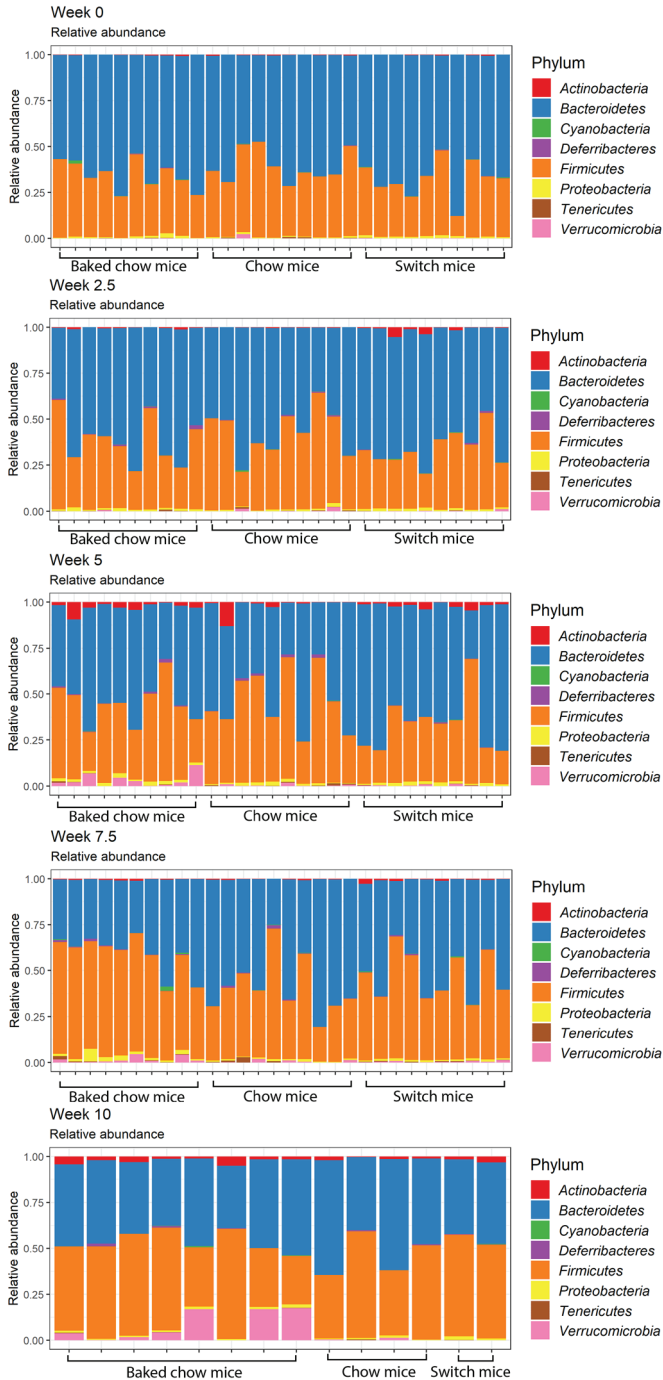 Week 0
Relative abundance
Relative abundance
1.00
0.75
0.50
0.25
0.00
Baked chow mice
Chow mice
Switch mice
Phylum
Actinobacteria
Bacteroidetes
Cyanobacteria
Deferribacteres
Firmicutes
Proteobacteria
Tenericutes
Verrucomicrobia
Week 2.5
Relative abundance
Relative abundance
1.00
0.75
0.50
0.25
0.00
Baked chow mice
Chow mice
Switch mice
Phylum
Actinobacteria
Bacteroidetes
Cyanobacteria
Deferribacteres
Firmicutes
Proteobacteria
Tenericutes
Verrucomicrobia
Week 5
Relative abundance
Relative abundance
1.00
0.75
0.50
0.25
0.00
Baked chow mice
Chow mice
Switch mice
Phylum
Actinobacteria
Bacteroidetes
Cyanobacteria
Deferribacteres
Firmicutes
Proteobacteria
Tenericutes
Verrucomicrobia
Week 7.5
Relative abundance
Relative abundance
1.00
0.75
0.50
0.25
0.00
Baked chow mice
Chow mice
Switch mice
Phylum
Actinobacteria
Bacteroidetes
Cyanobacteria
Deferribacteres
Firmicutes
Proteobacteria
Tenericutes
Verrucomicrobia
Week 10
Relative abundance
Relative abundance
1.00
0.75
0.50
0.25
0.00
Baked chow mice
Chow mice
Switch mice
Phylum
Actinobacteria
Bacteroidetes
Cyanobacteria
Deferribacteres
Firmicutes
Proteobacteria
Tenericutes
Verrucomicrobia